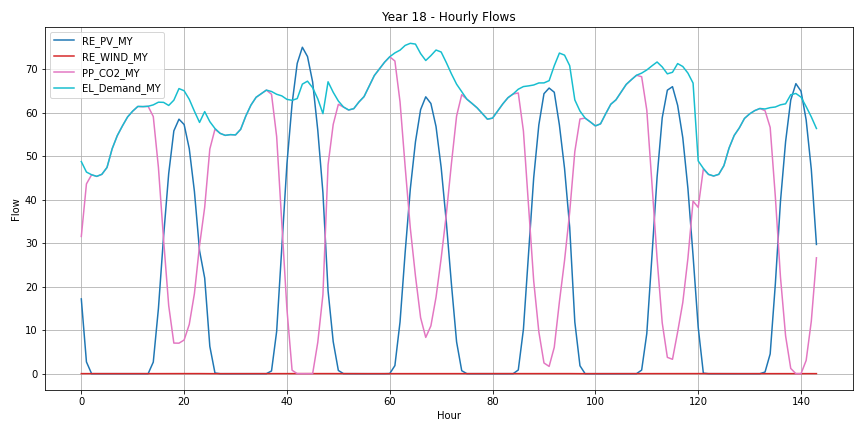 Year 18 - Hourly Flows
RE_PV_MY
RE_WIND_MY
PP_CO2_MY
EL_Demand_MY
70
60
50
40
30
20
10
0
Flow
0 20 40 60 80 100 120 140
Hour